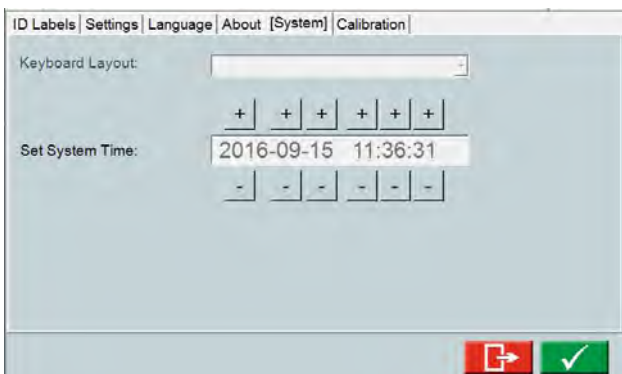 ID Labels Settings Language About [System] Calibration
Keyboard Layout:
+ + + + + +
Set System Time: 2016-09-15 11:36:31
- - - - - -